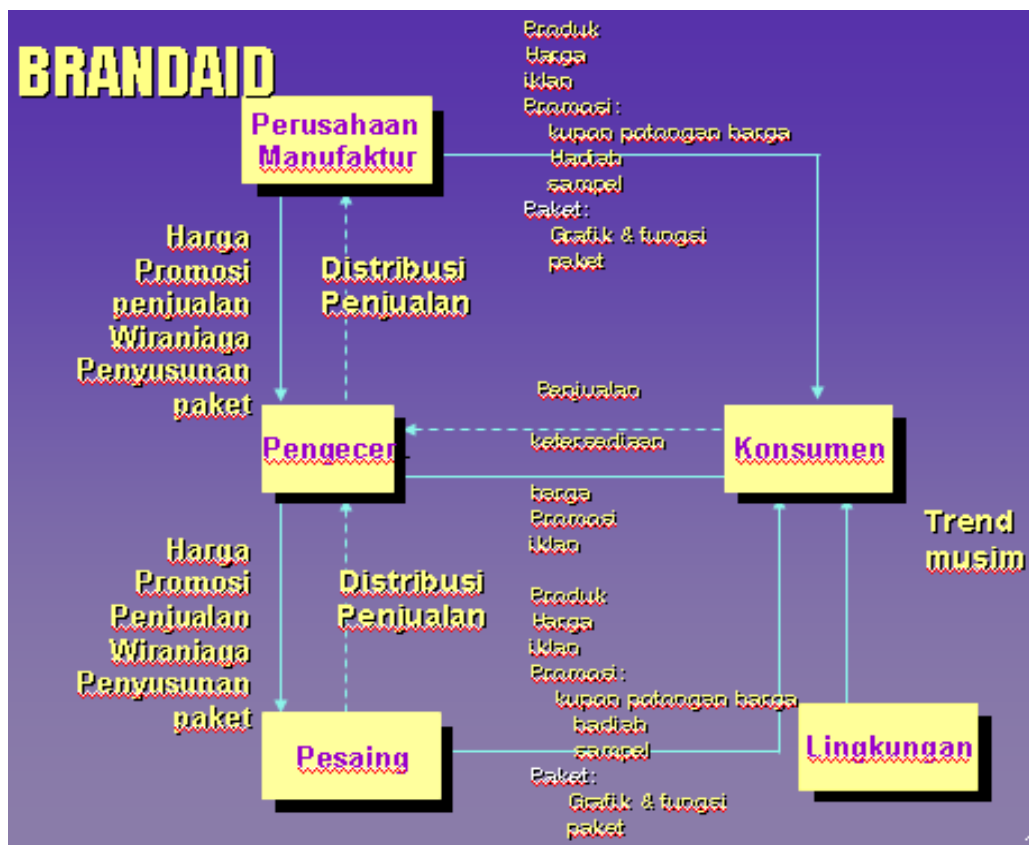 BRANDAID
Produk
Harga
iklan
Promosi:
kupon potongan harga
Hadiah
sampel
Paket:
Grafik & fungsi
paket
Perusahaan
Manufaktur
Harga
Promosi
penjualan
Wiraniaga
Penyusunan
paket
Distribusi
Penjualan
Penjualan
ketersediaan
Pengecer
Konsumen
harga
Promosi
iklan
Trend
musim
Harga
Promosi
Penjualan
Wiraniaga
Penyusunan
paket
Distribusi
Penjualan
Produk
Harga
iklan
Promosi:
kupon potongan harga
hadiah
sampel
Paket:
Grafik & fungsi
paket
Pesaing
Lingkungan